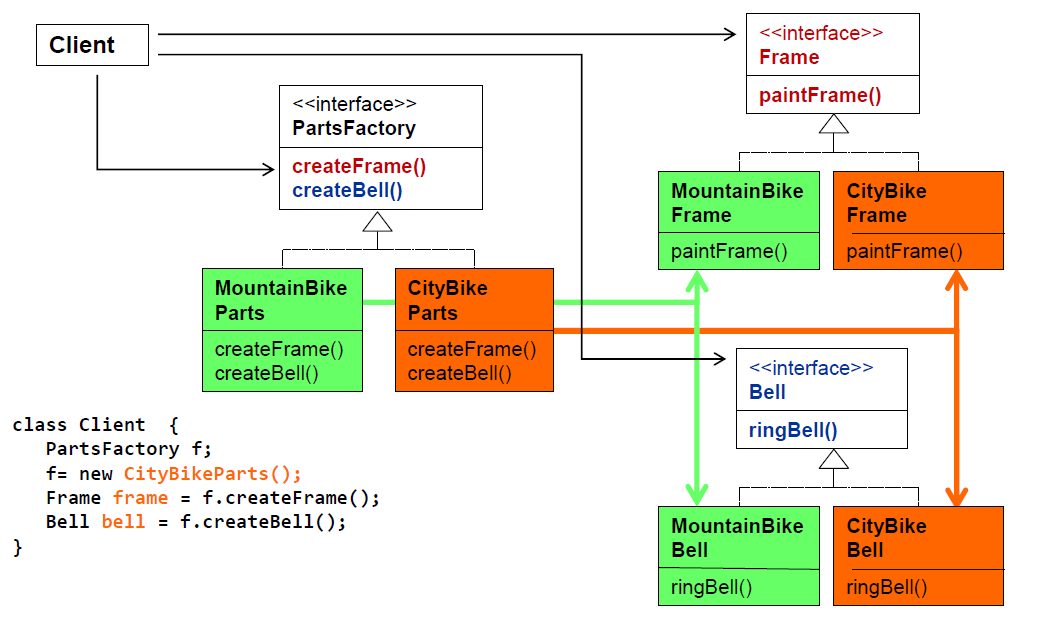 Client
<<interface>>
Frame
paintFrame()
<<interface>>
PartsFactory
createFrame()
createBell()
MountainBike
Frame
paintFrame()
CityBike
Frame
paintFrame()
MountainBike
Parts
createFrame()
createBell()
CityBike
Parts
createFrame()
createBell()
<<interface>>
Bell
ringBell()
MountainBike
Bell
ringBell()
CityBike
Bell
ringBell()
class Client  {
   PartsFactory f;
   f= new CityBikeParts();
   Frame frame = f.createFrame();
   Bell bell = f.createBell();
}